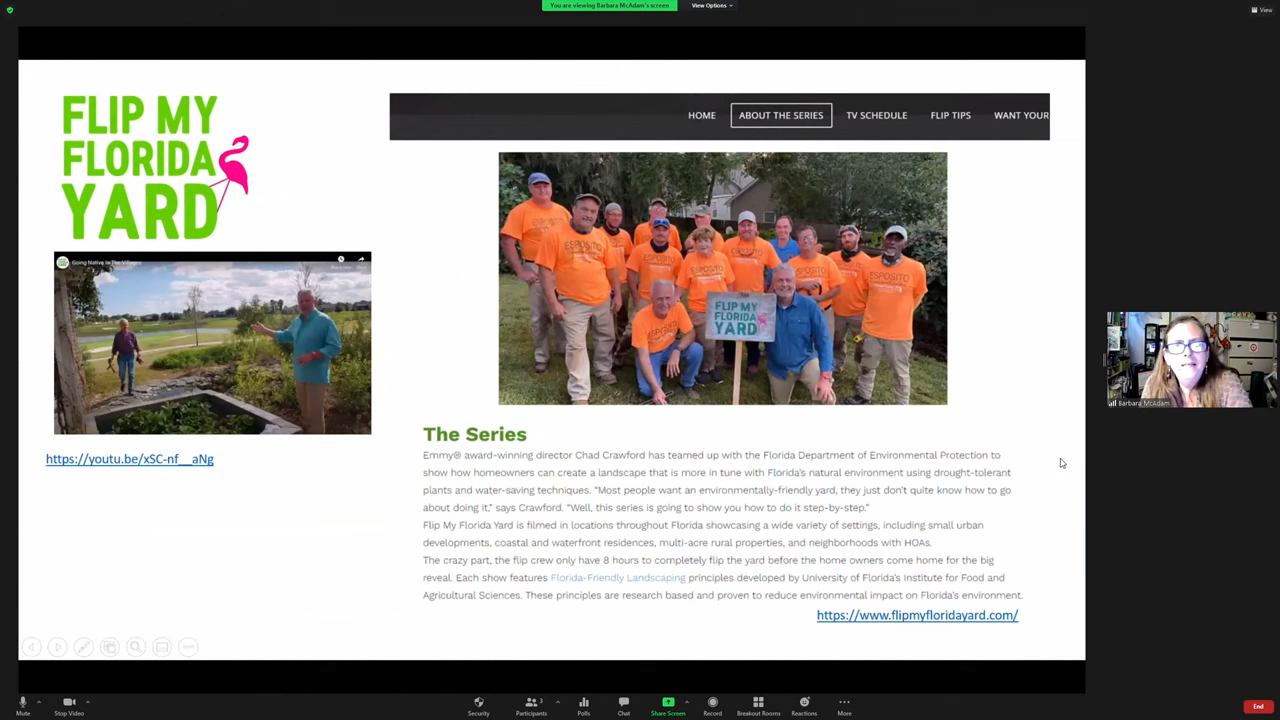 You are viewing Barbara McAdam's screen
View Options
View
FLIP MY
FLORIDA
YARD
HOME
ABOUT THE SERIES
TV SCHEDULE
FLIP TIPS
WANT YOUR
ESPOSITO
ESPOSITO
ESPOSITO
FLIP MY
FLORIDA
YARD
Going Native In The Villages
https://youtu.be/xSC-nf__aNg
The Series
Emmy® award-winning director Chad Crawford has teamed up with the Florida Department of Environmental Protection to
show how homeowners can create a landscape that is more in tune with Florida's natural environment using drought-tolerant
plants and water-saving techniques. "Most people want an environmentally-friendly yard, they just don't quite know how to go
about doing it," says Crawford. "Well, this series is going to show you how to do it step-by-step."
Flip My Florida Yard is filmed in locations throughout Florida showcasing a wide variety of settings, including small urban
developments, coastal and waterfront residences, multi-acre rural properties, and neighborhoods with HOAs.
The crazy part, the flip crew only have 8 hours to completely flip the yard before the home owners come home for the big
reveal. Each show features Florida-Friendly Landscaping principles developed by University of Florida's Institute for Food and
Agricultural Sciences. These principles are research based and proven to reduce environmental impact on Florida's environment.
https://www.flipmyfloridayard.com/
Barbara McAdam
Mute
Stop Video
Security
Participants
3
Polls
Chat
Share Screen
Record
Breakout Rooms
Reactions
More
End